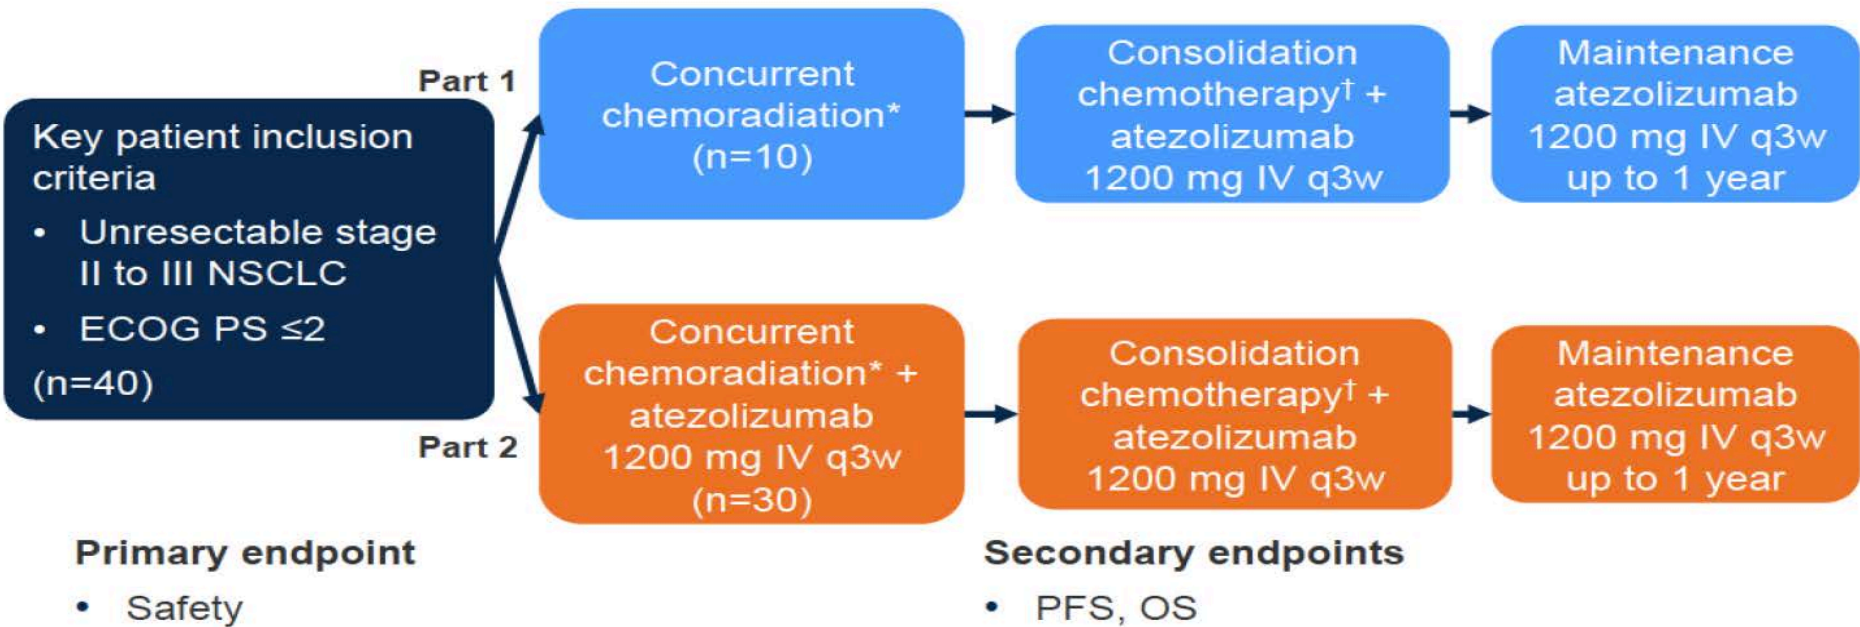 Key patient inclusion
criteria
• Unresectable stage
II to III NSCLC
• ECOG PS ≤2
(n=40)
Part 1
Concurrent
chemoradiation*
(n=10)
Consolidation
chemotherapy† +
atezolizumab
1200 mg IV q3w
Maintenance
atezolizumab
1200 mg IV q3w
up to 1 year
Part 2
Concurrent
chemoradiation* +
atezolizumab
1200 mg IV q3w
(n=30)
Consolidation
chemotherapy† +
atezolizumab
1200 mg IV q3w
Maintenance
atezolizumab
1200 mg IV q3w
up to 1 year
Primary endpoint
• Safety
Secondary endpoints
• PFS, OS